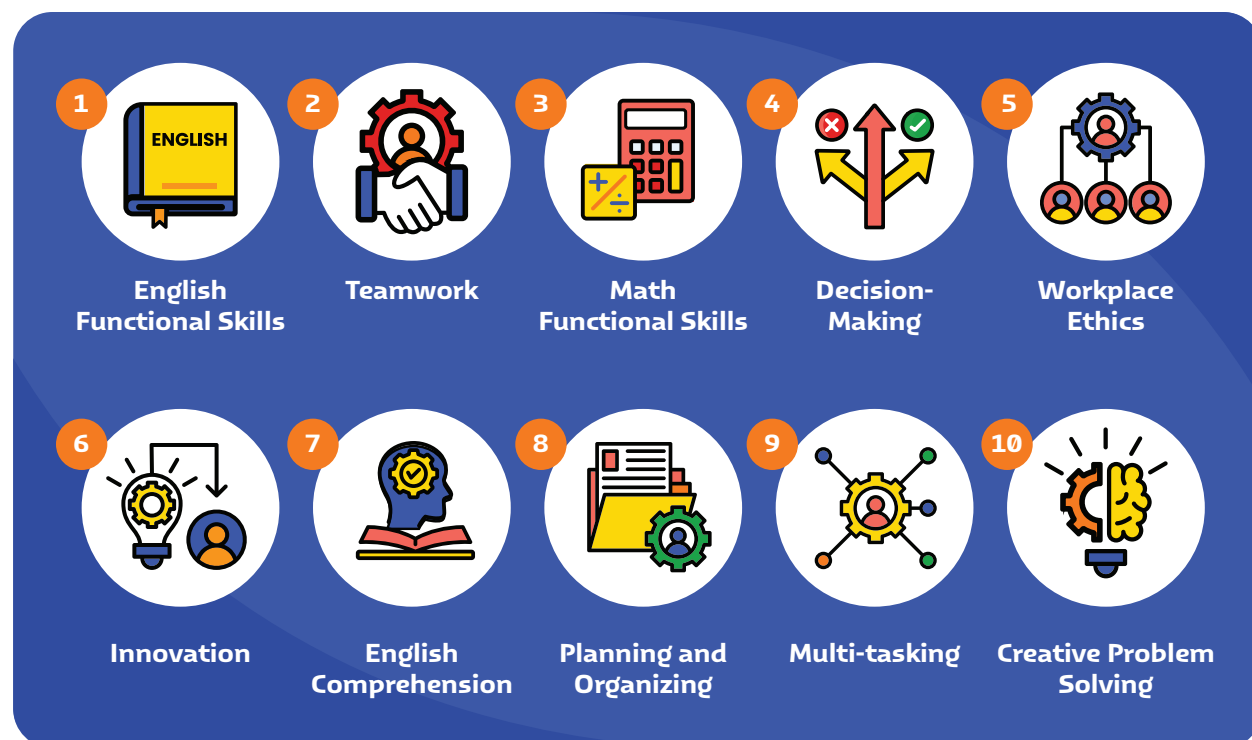 1
ENGLISH
English
Functional Skills
2
Teamwork
3
Math
Functional Skills
4
Decision-
Making
5
Workplace
Ethics
6
Innovation
7
English
Comprehension
8
Planning and
Organizing
9
Multi-tasking
10
Creative Problem
Solving